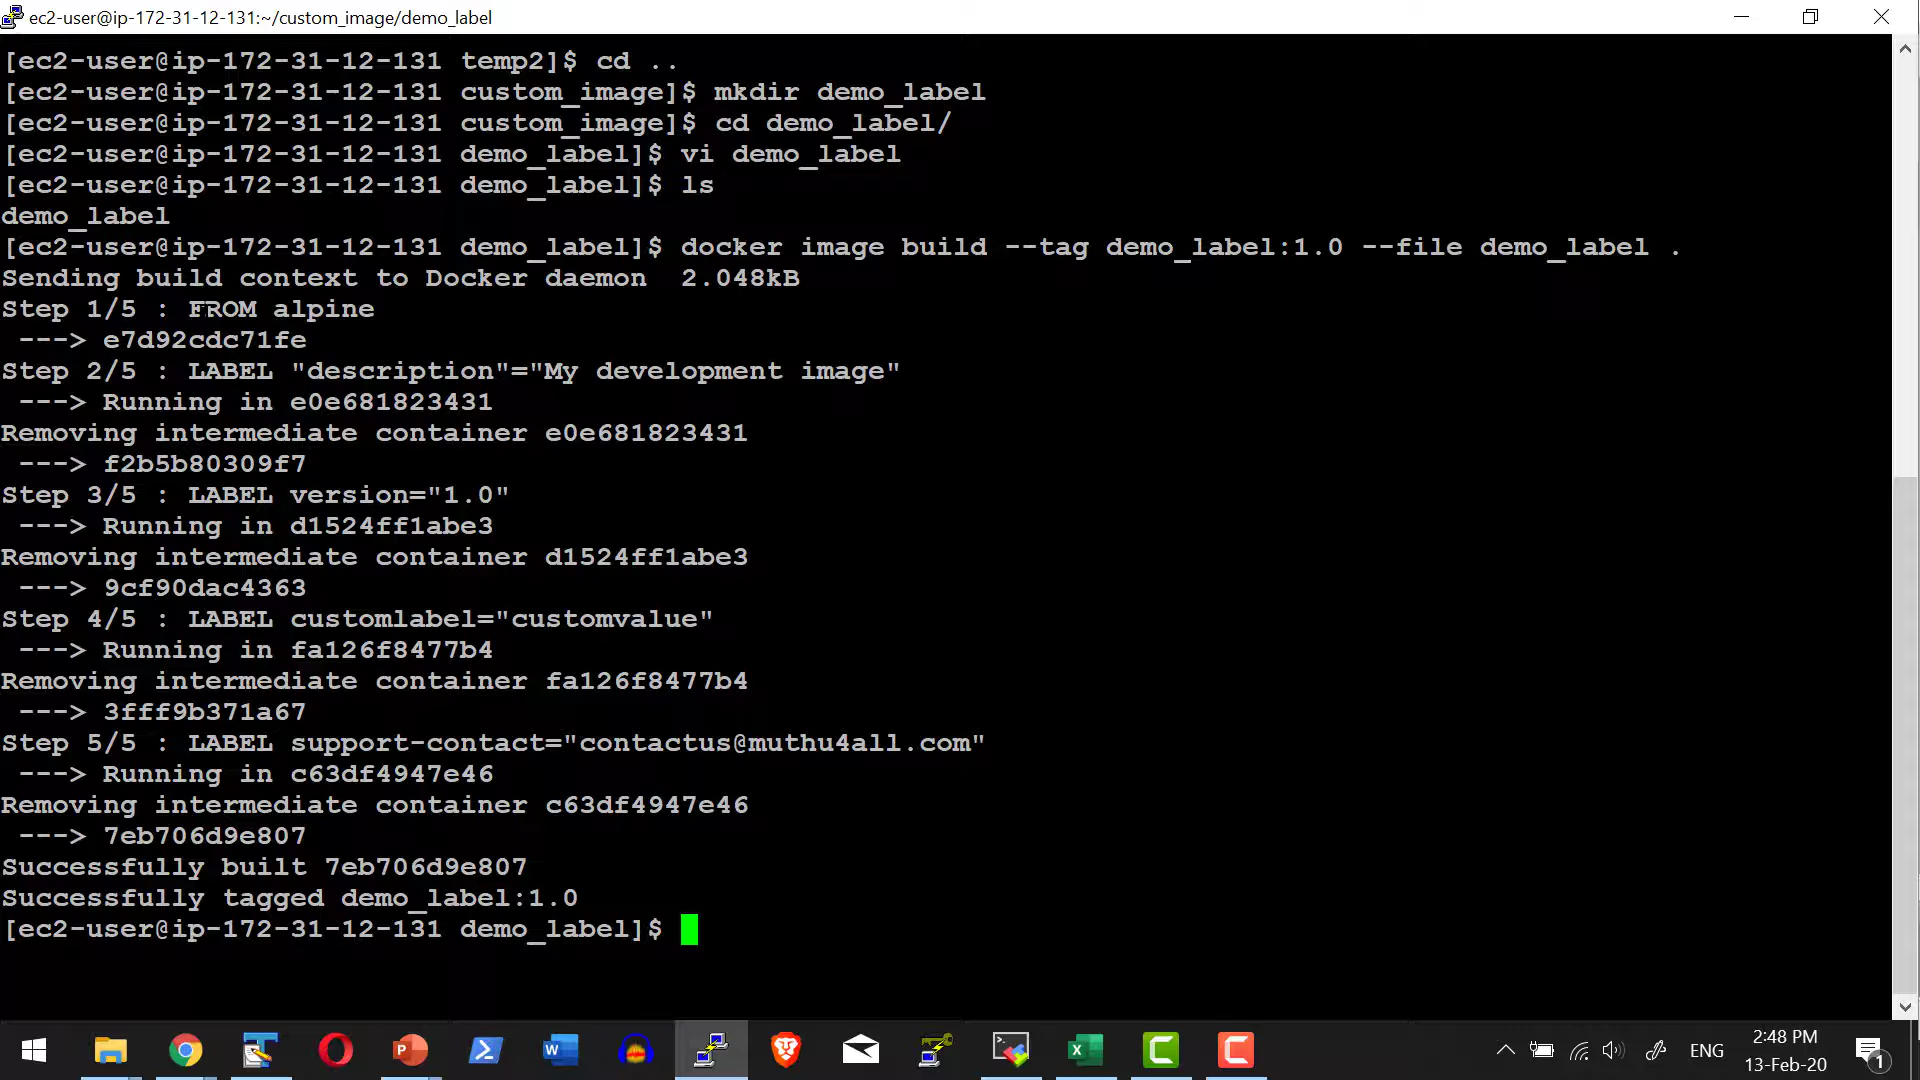 ec2-user@ip-172-31-12-131:~/custom_image/demo_label
[ec2-user@ip-172-31-12-131 temp2]$ cd ..
[ec2-user@ip-172-31-12-131 custom_image]$ mkdir demo_label
[ec2-user@ip-172-31-12-131 custom_image]$ cd demo_label/
[ec2-user@ip-172-31-12-131 demo_label]$ vi demo_label
[ec2-user@ip-172-31-12-131 demo_label]$ ls
demo_label
[ec2-user@ip-172-31-12-131 demo_label]$ docker image build --tag demo_label:1.0 --file demo_label .
Sending build context to Docker daemon  2.048kB
Step 1/5 : FROM alpine
 ---> e7d92cdc71fe
Step 2/5 : LABEL "description"="My development image"
 ---> Running in e0e681823431
Removing intermediate container e0e681823431
 ---> f2b5b80309f7
Step 3/5 : LABEL version="1.0"
 ---> Running in d1524ff1abe3
Removing intermediate container d1524ff1abe3
 ---> 9cf90dac4363
Step 4/5 : LABEL customlabel="customvalue"
 ---> Running in fa126f8477b4
Removing intermediate container fa126f8477b4
 ---> 3fff9b371a67
Step 5/5 : LABEL support-contact="contactus@muthu4all.com"
 ---> Running in c63df4947e46
Removing intermediate container c63df4947e46
 ---> 7eb706d9e807
Successfully built 7eb706d9e807
Successfully tagged demo_label:1.0
[ec2-user@ip-172-31-12-131 demo_label]$
ENG
2:48 PM
13-Feb-20
1